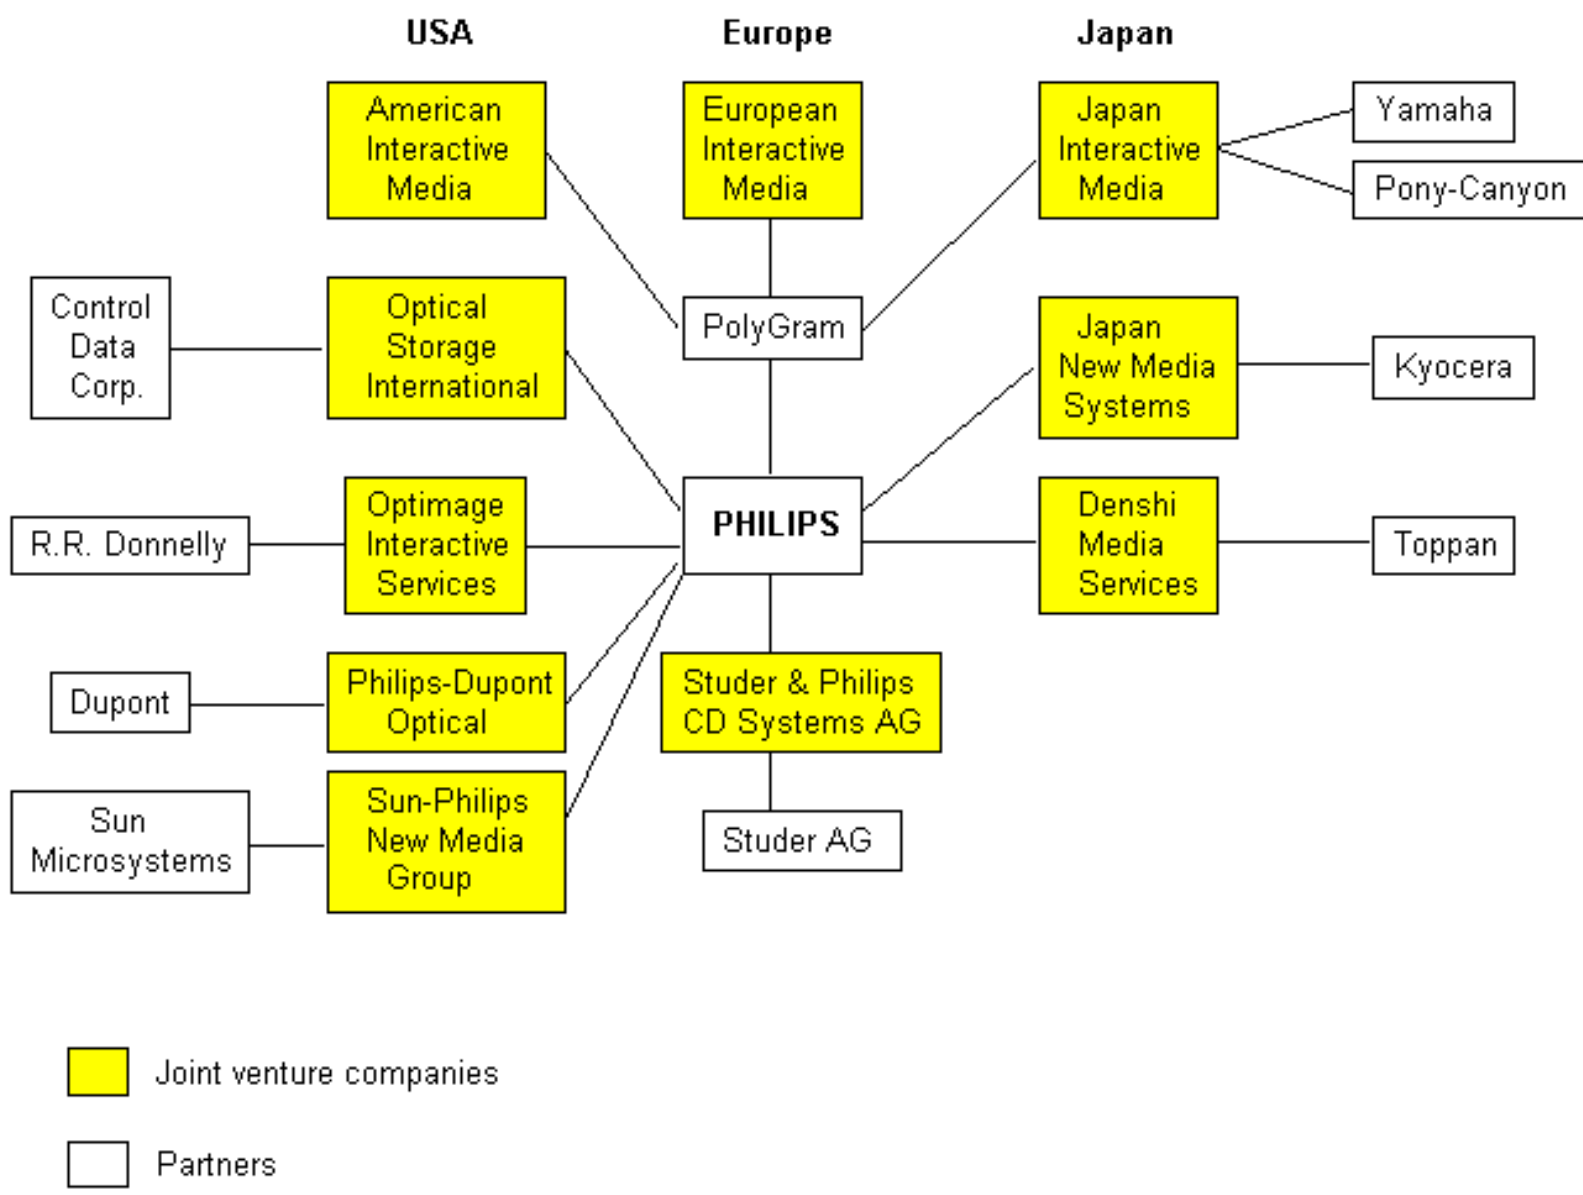 USA
Europe
Japan
American
Interactive
Media
European
Interactive
Media
Japan
Interactive
Media
Yamaha
Pony-Canyon
Control
Data
Corp.
Optical
Storage
International
PolyGram
Japan
New Media
Systems
Kyocera
R.R. Donnelly
Optimage
Interactive
Services
PHILIPS
Denshi
Media
Services
Toppan
Dupont
Philips-Dupont
Optical
Studer & Philips
CD Systems AG
Sun
Microsystems
Sun-Philips
New Media
Group
Studer AG
Joint venture companies
Partners